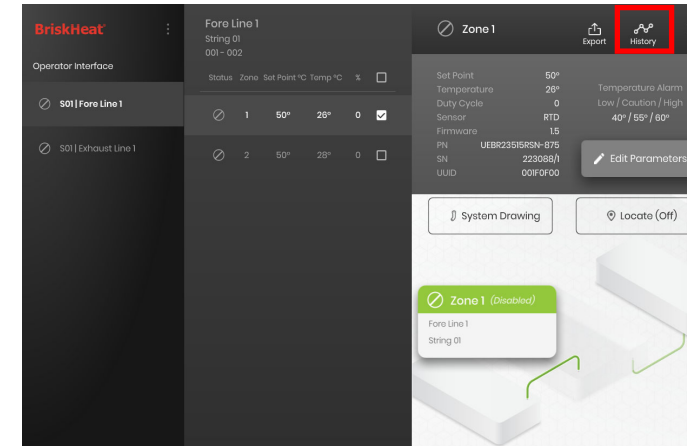 BriskHeat
Operator Interface
S01 | Fore Line 1
S01 | Exhaust Line 1
Fore Line 1
String 01
001 - 002
Status Zone Set Point °C Temp °C %
1 50° 26° 0
2 50° 28° 0
Zone 1
Export
History
Set Point 50°
Temperature 26°
Duty Cycle 0
Sensor RTD
Firmware 1.5
PN UEBR23515RSN-875
SN 223088/1
UUID 001F0F00
Temperature Alarm
Low / Caution / High
40° / 55° / 60°
Edit Parameters
System Drawing
Locate (Off)
Zone 1 (Disabled)
Fore Line 1
String 01